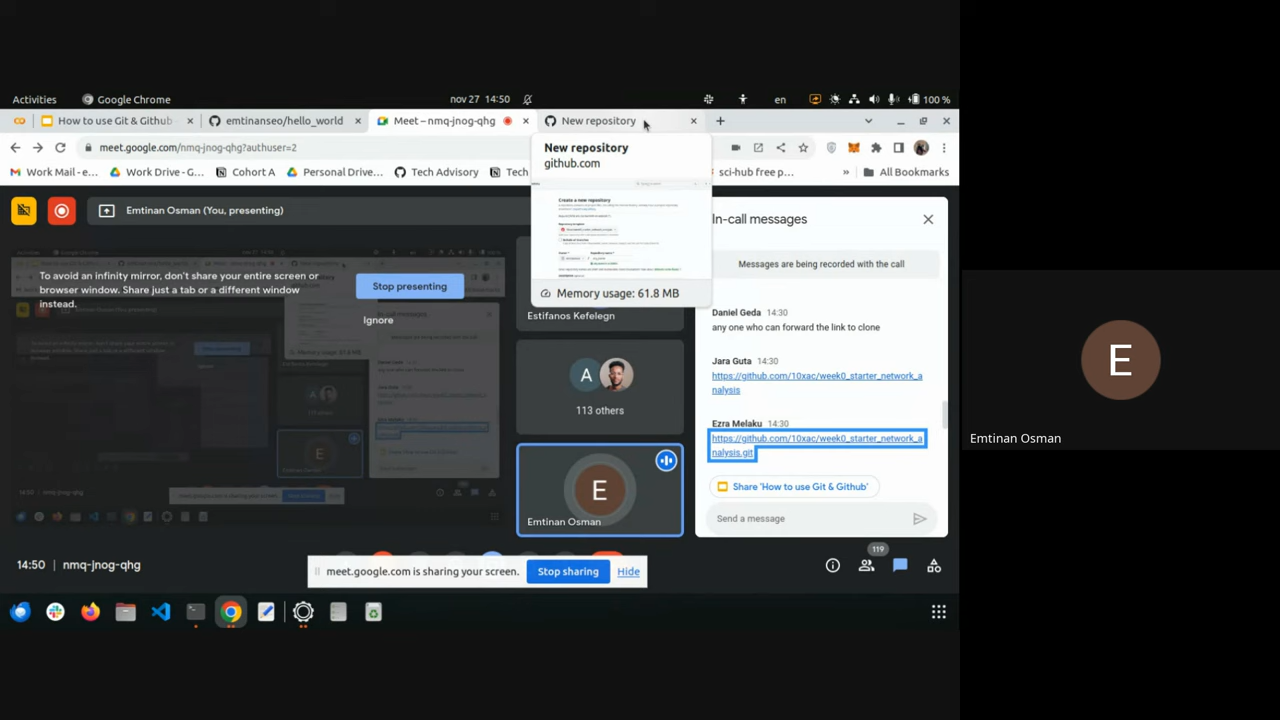 Activities
Google Chrome
nov 27 14:50
en
100 %
How to use Git & Github
emtinanseo/hello_world
Meet – nmq-jnog-qhg
New repository
meet.google.com/nmq-jnog-qhg?authuser=2
Work Mail - e...
Work Drive - G...
Cohort A
Personal Drive...
Tech Advisory
Tech
sci-hub free p...
»
All Bookmarks
New repository
github.com
Create a new repository
Memory usage: 61.8 MB
Emtinan Osman (You, presenting)
To avoid an infinity mirror, don't share your entire screen or
browser window. Share just a tab or a different window
instead.
Stop presenting
Ignore
Estifanos Kefelegn
A
113 others
E
Emtinan Osman
In-call messages
Messages are being recorded with the call
Daniel Geda 14:30
any one who can forward the link to clone
Jara Guta 14:30
https://github.com/10xac/week0_starter_network_a
nalysis
Ezra Melaku 14:30
https://github.com/10xac/week0_starter_network_a
nalysis.git
Share 'How to use Git & Github'
Send a message
14:50 | nmq-jnog-qhg
meet.google.com is sharing your screen.
Stop sharing
Hide
119
E
Emtinan Osman